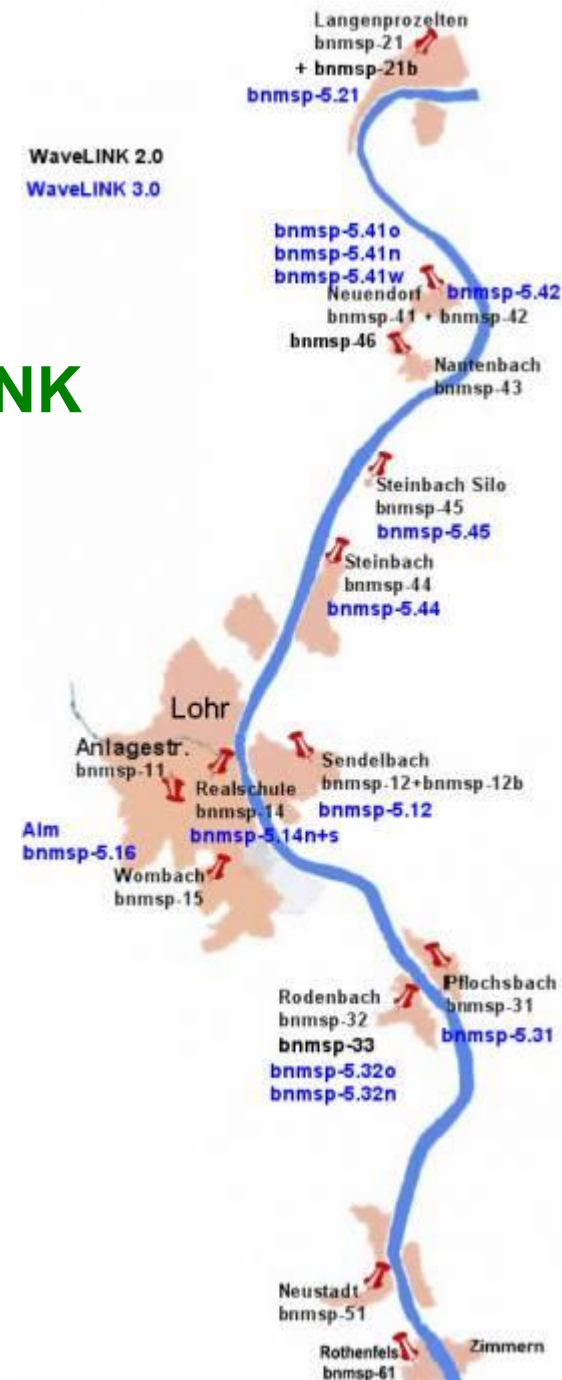 Langenprozelten
bnmsp-21
+ bnmsp-21b
bnmsp-5.21
WaveLINK 2.0
WaveLINK 3.0
bnmsp-5.41o
bnmsp-5.41n
bnmsp-5.41w
Neuendorf
bnmsp-5.42
bnmsp-41 + bnmsp-42
bnmsp-46
NK
Nantenbach
bnmsp-43
Steinbach Silo
bnmsp-45
bnmsp-5.45
Steinbach
bnmsp-44
bnmsp-5.44
Lohr
Anlagestr.
bnmsp-11
Sendelbach
bnmsp-12+bnmsp-12b
bnmsp-5.12
Realschule
bnmsp-14
bnmsp-5.14n+s
Alm
bnmsp-5.16
Wombach
bnmsp-15
Pflochsbach
bnmsp-31
bnmsp-5.31
Rodenbach
bnmsp-32
bnmsp-33
bnmsp-5.32o
bnmsp-5.32n
Neustadt
bnmsp-51
Rothenfels
bnmsp-61
Zimmern